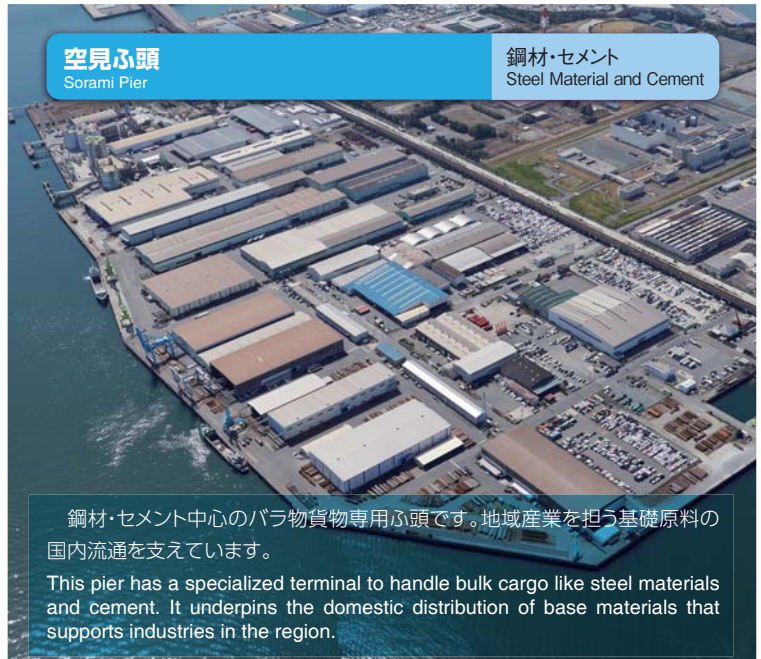 空見ふ頭
Sorami Pier
鋼材・セメント
Steel Material and Cement
鋼材・セメント中心のバラ物貨物専用ふ頭です。地域産業を担う基礎原料の
国内流通を支えています。
This pier has a specialized terminal to handle bulk cargo like steel materials
and cement. It underpins the domestic distribution of base materials that
supports industries in the region.